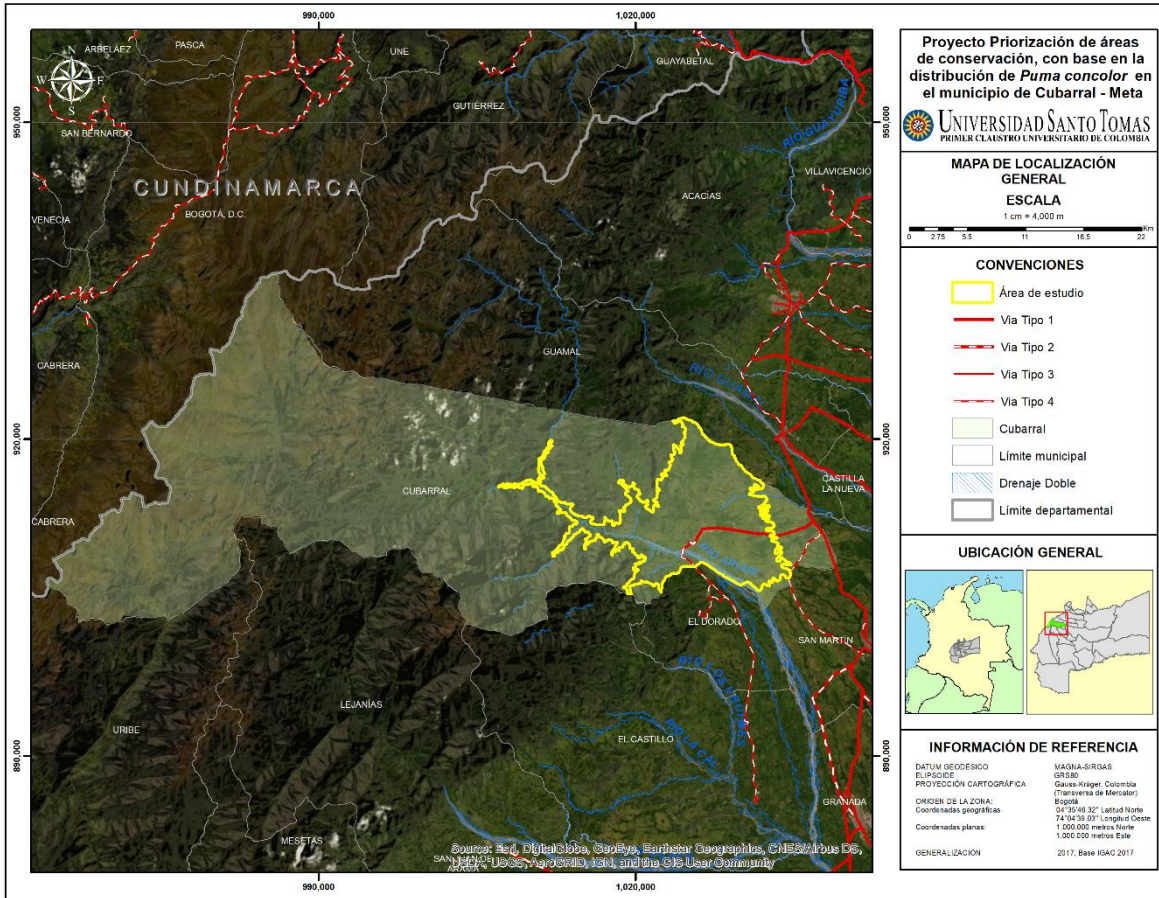 990,000
1,020,000
ARBELÁEZ
PASCA
UNE
GUAYABETAL
N
W
S
GUTIÉRREZ
RIO GUAYURIBA
950,000
950,000
SAN BERNARDO
CUNDINAMARCA
VILLAVICENCIO
ACACÍAS
VENECIA
BOGOTÁ, D.C.
CABRERA
GUAMAL
920,000
920,000
CUBARRAL
CASTILLA
LA NUEVA
CABRERA
EL DORADO
SAN MARTÍN
LEJANÍAS
URIBE
EL CASTILLO
890,000
890,000
GRANADA
MESETAS
Source: Esri, DigitalGlobe, GeoEye, Earthstar Geographics, CNES/Airbus DS,
USDA, USGS, AeroGRID, IGN, and the GIS User Community
990,000
1,020,000
Proyecto Priorización de áreas
de conservación, con base en la
distribución de Puma concolor en
el municipio de Cubarral - Meta
UNIVERSIDAD SANTO TOMAS
PRIMER CLAUSTRO UNIVERSITARIO DE COLOMBIA
MAPA DE LOCALIZACIÓN
GENERAL
ESCALA
1 cm = 4,000 m
0 2.75 5.5 11 16.5 22
Km
CONVENCIONES
Área de estudio
Via Tipo 1
Via Tipo 2
Via Tipo 3
Via Tipo 4
Cubarral
Límite municipal
Drenaje Doble
Límite departamental
UBICACIÓN GENERAL
INFORMACIÓN DE REFERENCIA
DATUM GEODÉSICO MAGNA-SIRGAS
ELIPSOIDE GRS80
PROYECCIÓN CARTOGRÁFICA Gauss-Krüger, Colombia
(Transversa de Mercator)
ORIGEN DE LA ZONA: Bogotá
Coordenadas geográficas: 04°35'46.32" Latitud Norte
74°04'39.03" Longitud Oeste
Coordenadas planas: 1.000.000 metros Norte
1.000.000 metros Este
GENERALIZACIÓN 2017, Base IGAC 2017